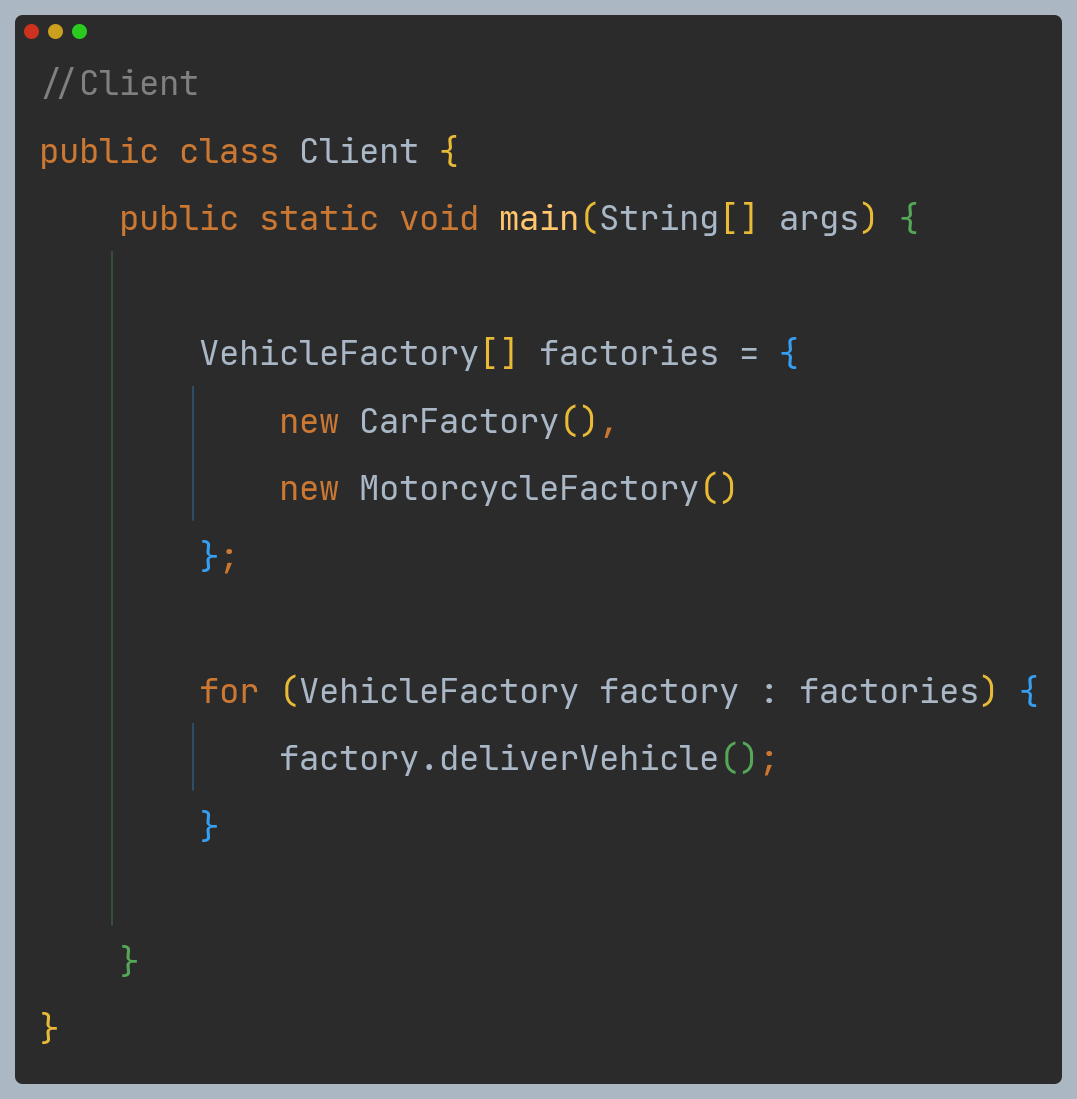 //Client
public class Client {
    public static void main(String[] args) {

        VehicleFactory[] factories = {
            new CarFactory(),
            new MotorcycleFactory()
        };

        for (VehicleFactory factory : factories) {
            factory.deliverVehicle();
        }

    }
}